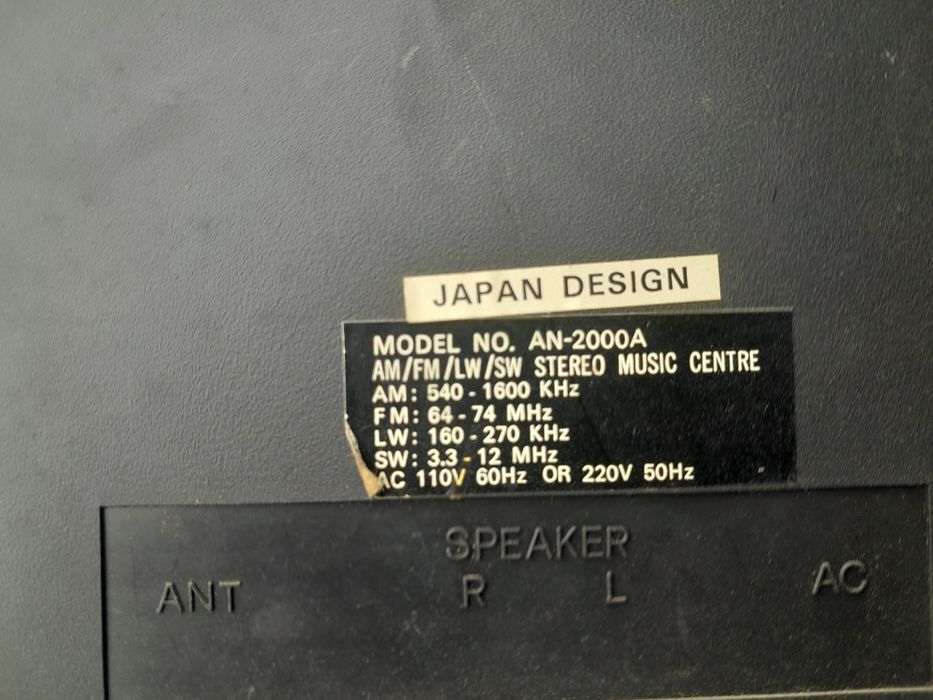 JAPAN DESIGN
MODEL NO. AN-2000A
AM/FM/LW/SW STEREO MUSIC CENTRE
AM: 540-1600 KHz
FM: 64-74 MHz
LW: 160-270 KHz
SW: 3.3-12 MHz
AC 110V 60Hz OR 220V 50Hz
SPEAKER
ANT R L AC